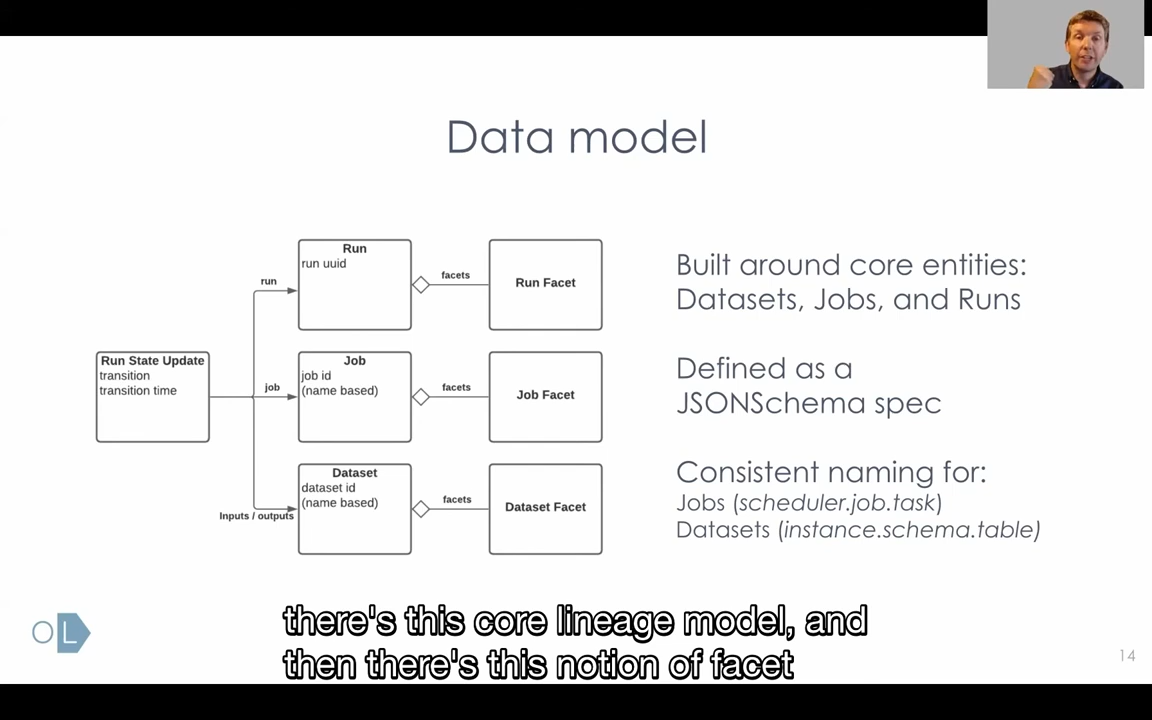 Data model
Run
run uuid
run
facets
Run Facet
Run State Update
transition
transition time
job
Job
job id
(name based)
facets
Job Facet
Inputs / outputs
Dataset
dataset id
(name based)
facets
Dataset Facet
Built around core entities:
Datasets, Jobs, and Runs
Defined as a
JSONSchema spec
Consistent naming for:
Jobs (scheduler.job.task)
Datasets (instance.schema.table)
OL
there's this core lineage model, and
then there's this notion of facet
14